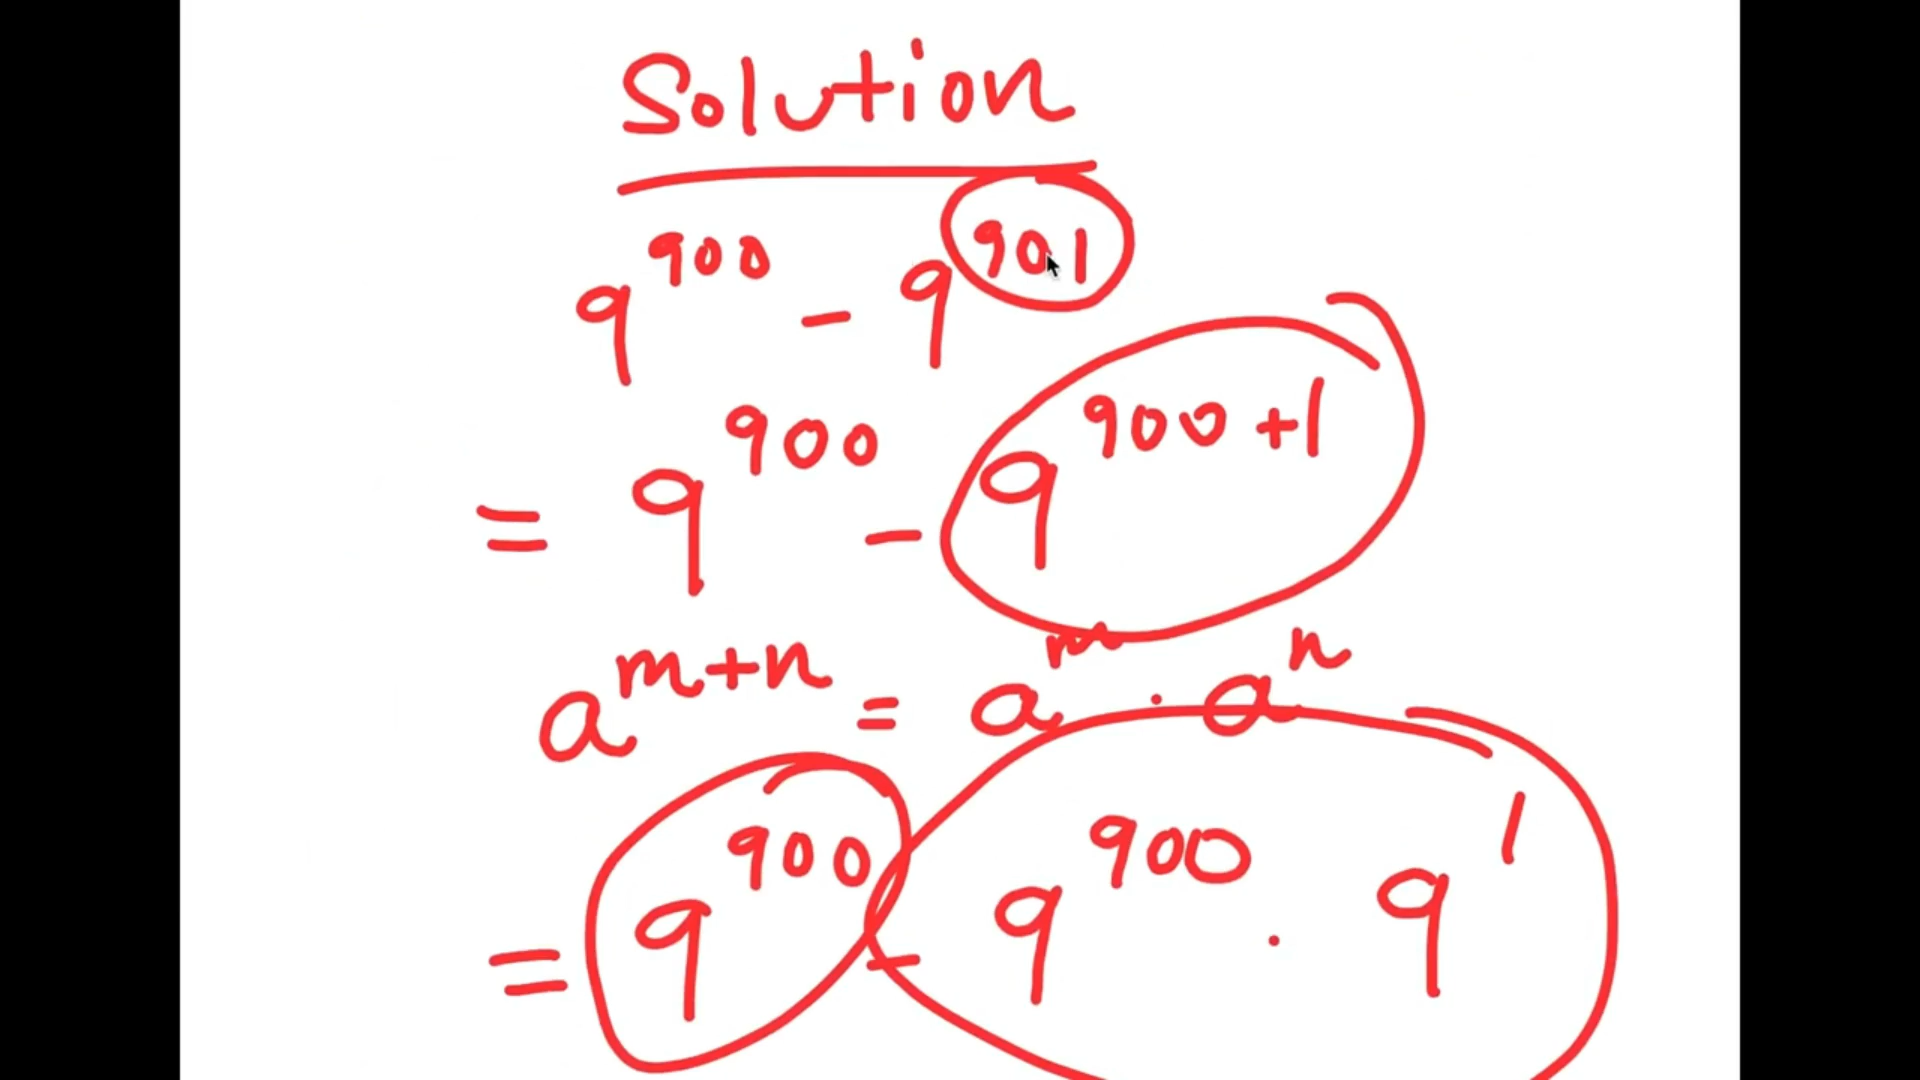 Solution
9^900 - 9^901
= 9^900 - 9^900+1
a^m+n = a^m · a^n
= 9^900 - 9^900 · 9^1